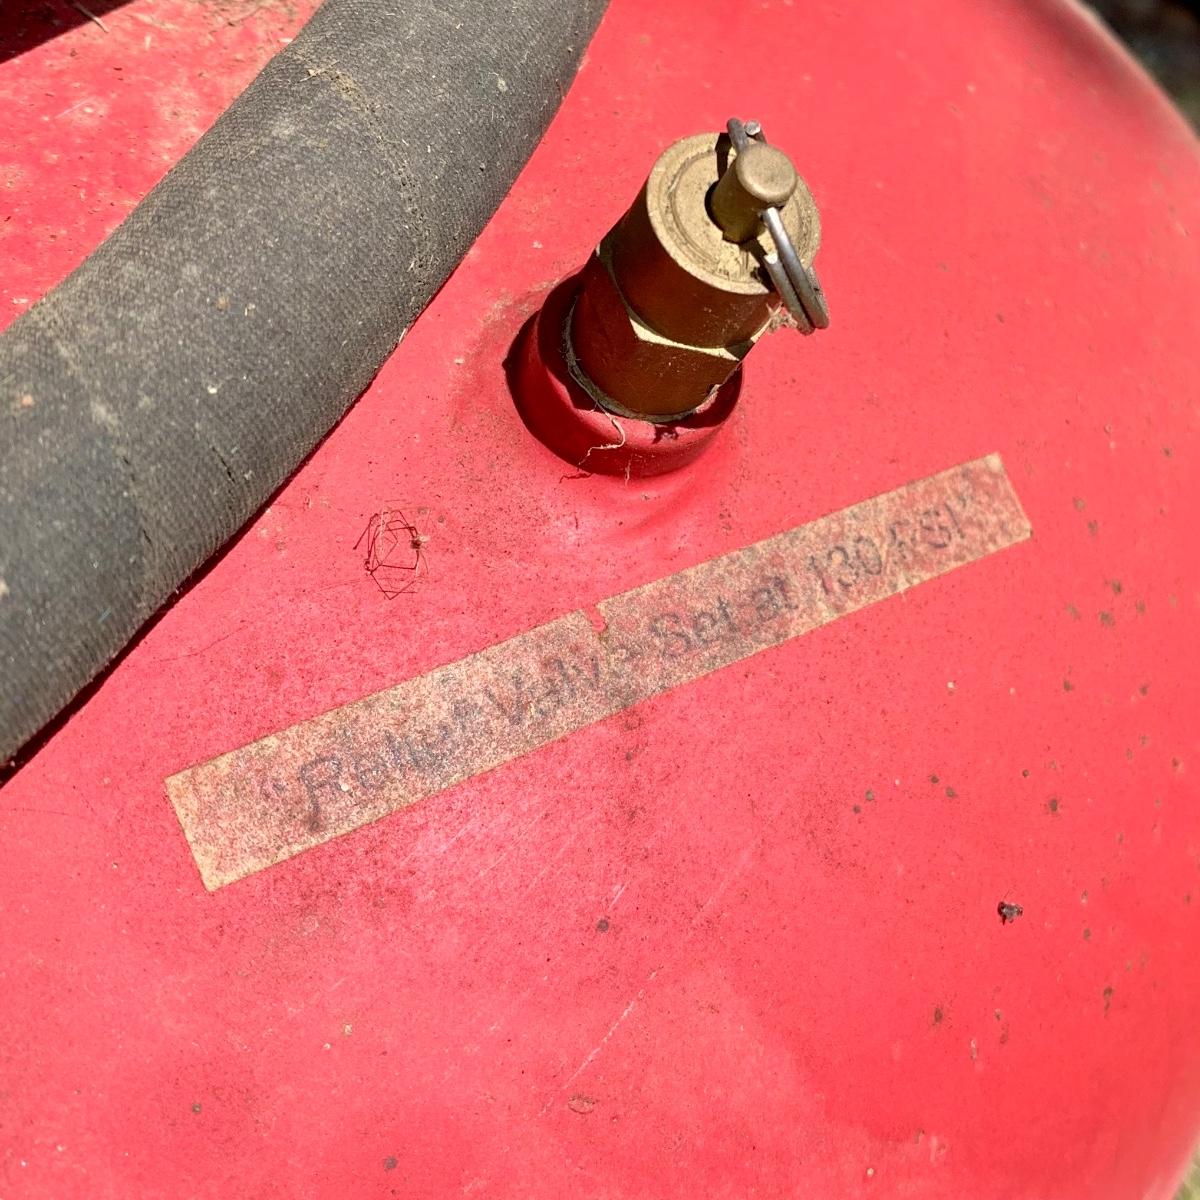 "Relief Valve Set at 130 PSI"